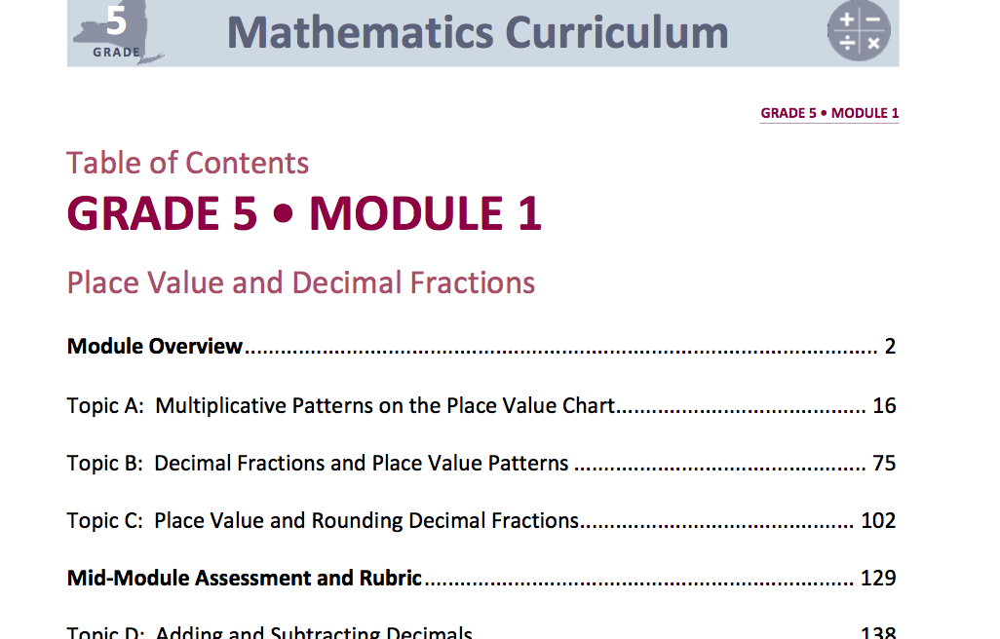 5
GRADE
Mathematics Curriculum
GRADE 5 • MODULE 1
Table of Contents
GRADE 5 • MODULE 1
Place Value and Decimal Fractions
Module Overview.......................................................................................................... 2
Topic A:  Multiplicative Patterns on the Place Value Chart.......................................... 16
Topic B:  Decimal Fractions and Place Value Patterns ................................................. 75
Topic C:  Place Value and Rounding Decimal Fractions.............................................. 102
Mid-Module Assessment and Rubric........................................................................ 129
Topic D:  Adding and Subtracting Decimals 138